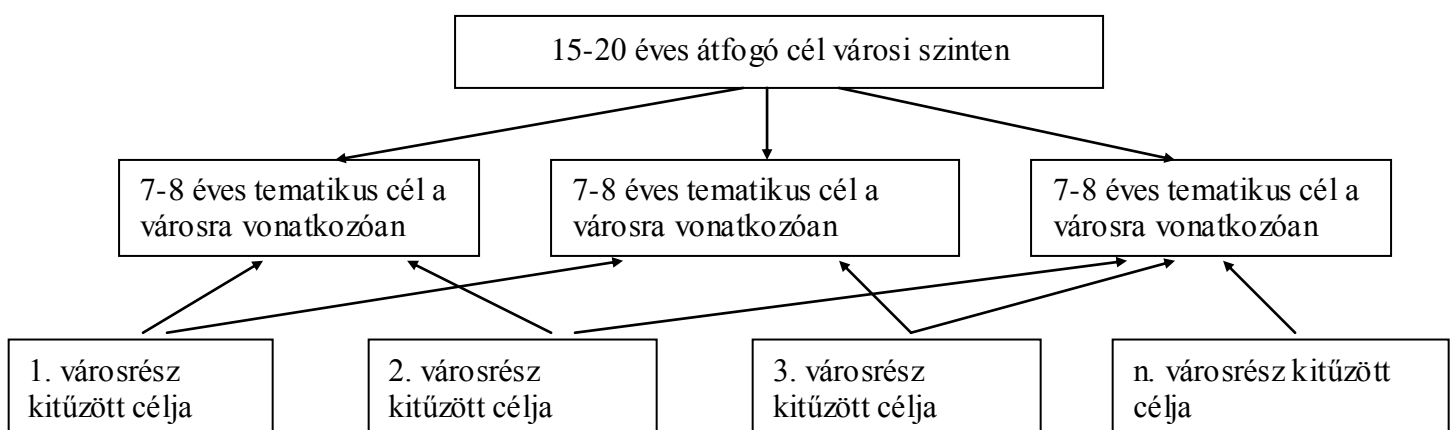 15-20 éves átfogó cél városi szinten
7-8 éves tematikus cél a
városra vonatkozóan
7-8 éves tematikus cél a
városra vonatkozóan
7-8 éves tematikus cél a
városra vonatkozóan
1. városrész
kitűzött célja
2. városrész
kitűzött célja
3. városrész
kitűzött célja
n. városrész kitűzött
célja